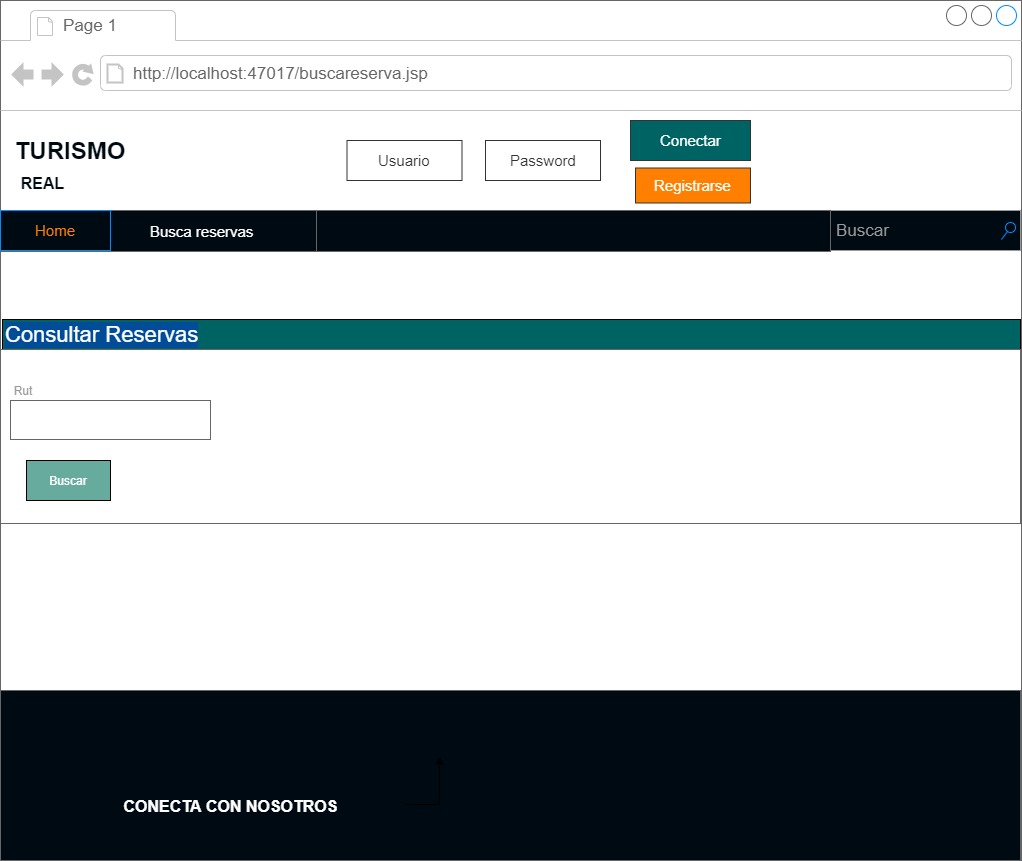 Page 1
http://localhost:47017/buscareserva.jsp
TURISMO
REAL
Usuario
Password
Conectar
Registrarse
Home
Busca reservas
Buscar
Consultar Reservas
Rut
Buscar
CONECTA CON NOSOTROS